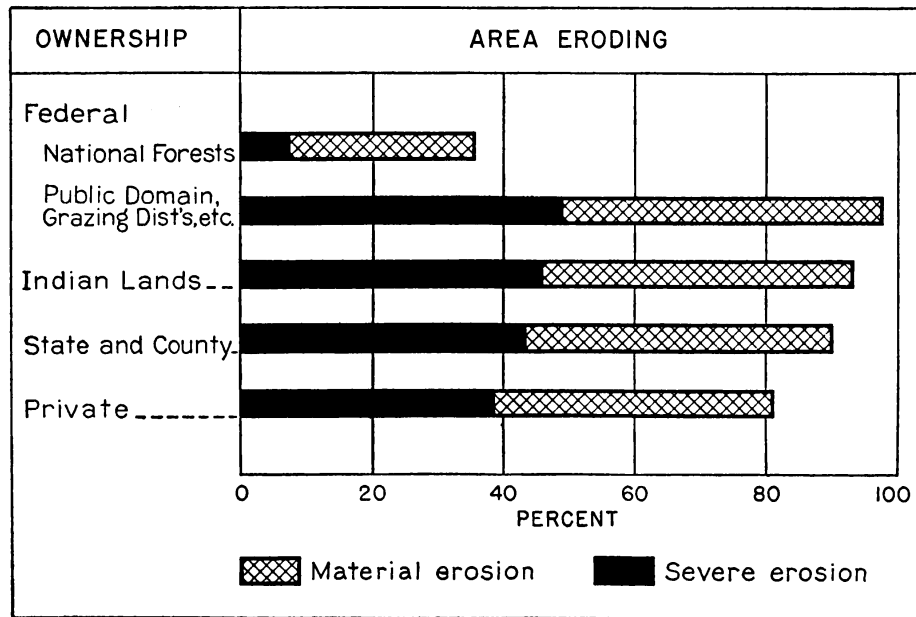 OWNERSHIP
AREA ERODING
Federal
National Forests
Public Domain,
Grazing Dist's, etc.
Indian Lands
State and County
Private
0 20 40 60 80 100
PERCENT
Material erosion
Severe erosion